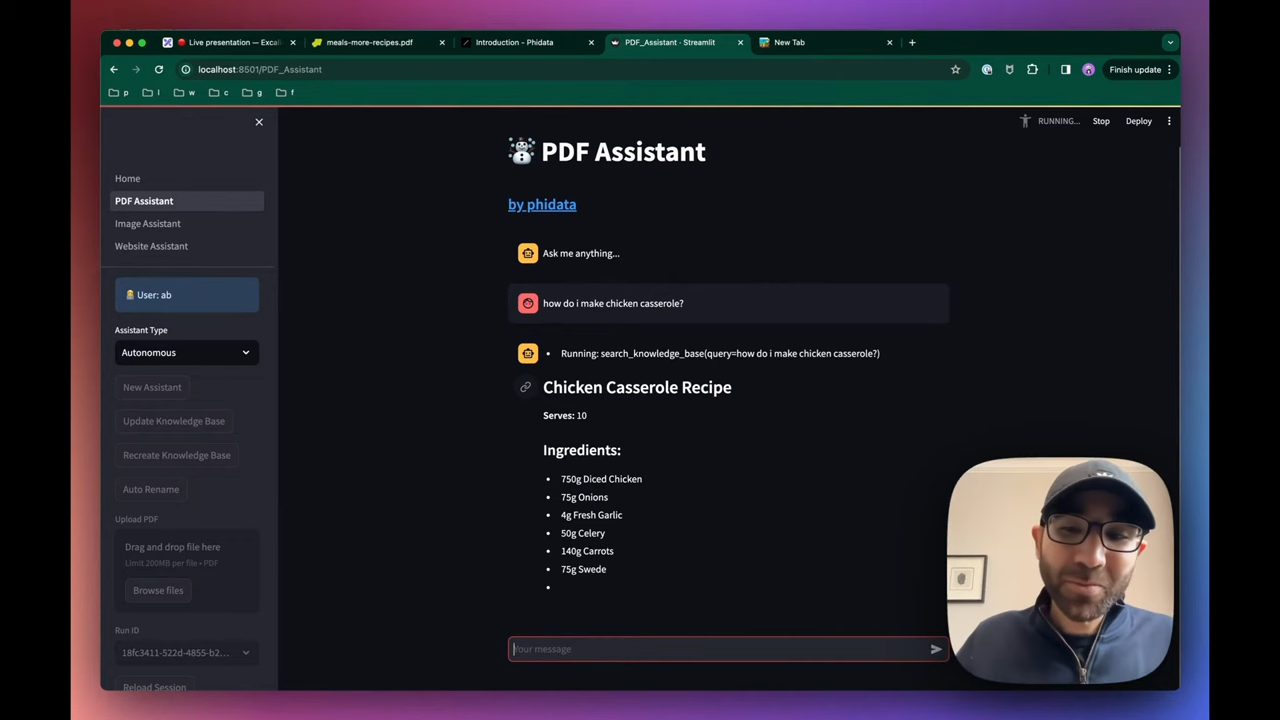 Live presentation — Excali
meals-more-recipes.pdf
Introduction - Phidata
PDF_Assistant · Streamlit
New Tab
localhost:8501/PDF_Assistant
Finish update
p
l
w
c
g
f
RUNNING...
Stop
Deploy
Home
PDF Assistant
Image Assistant
Website Assistant
User: ab
Assistant Type
Autonomous
New Assistant
Update Knowledge Base
Recreate Knowledge Base
Auto Rename
Upload PDF
Drag and drop file here
Limit 200MB per file • PDF
Browse files
Run ID
18fc3411-522d-4855-b2...
Reload Session
PDF Assistant
by phidata
Ask me anything...
how do i make chicken casserole?
• Running: search_knowledge_base(query=how do i make chicken casserole?)
Chicken Casserole Recipe
Serves: 10
Ingredients:
• 750g Diced Chicken
• 75g Onions
• 4g Fresh Garlic
• 50g Celery
• 140g Carrots
• 75g Swede
•
Your message